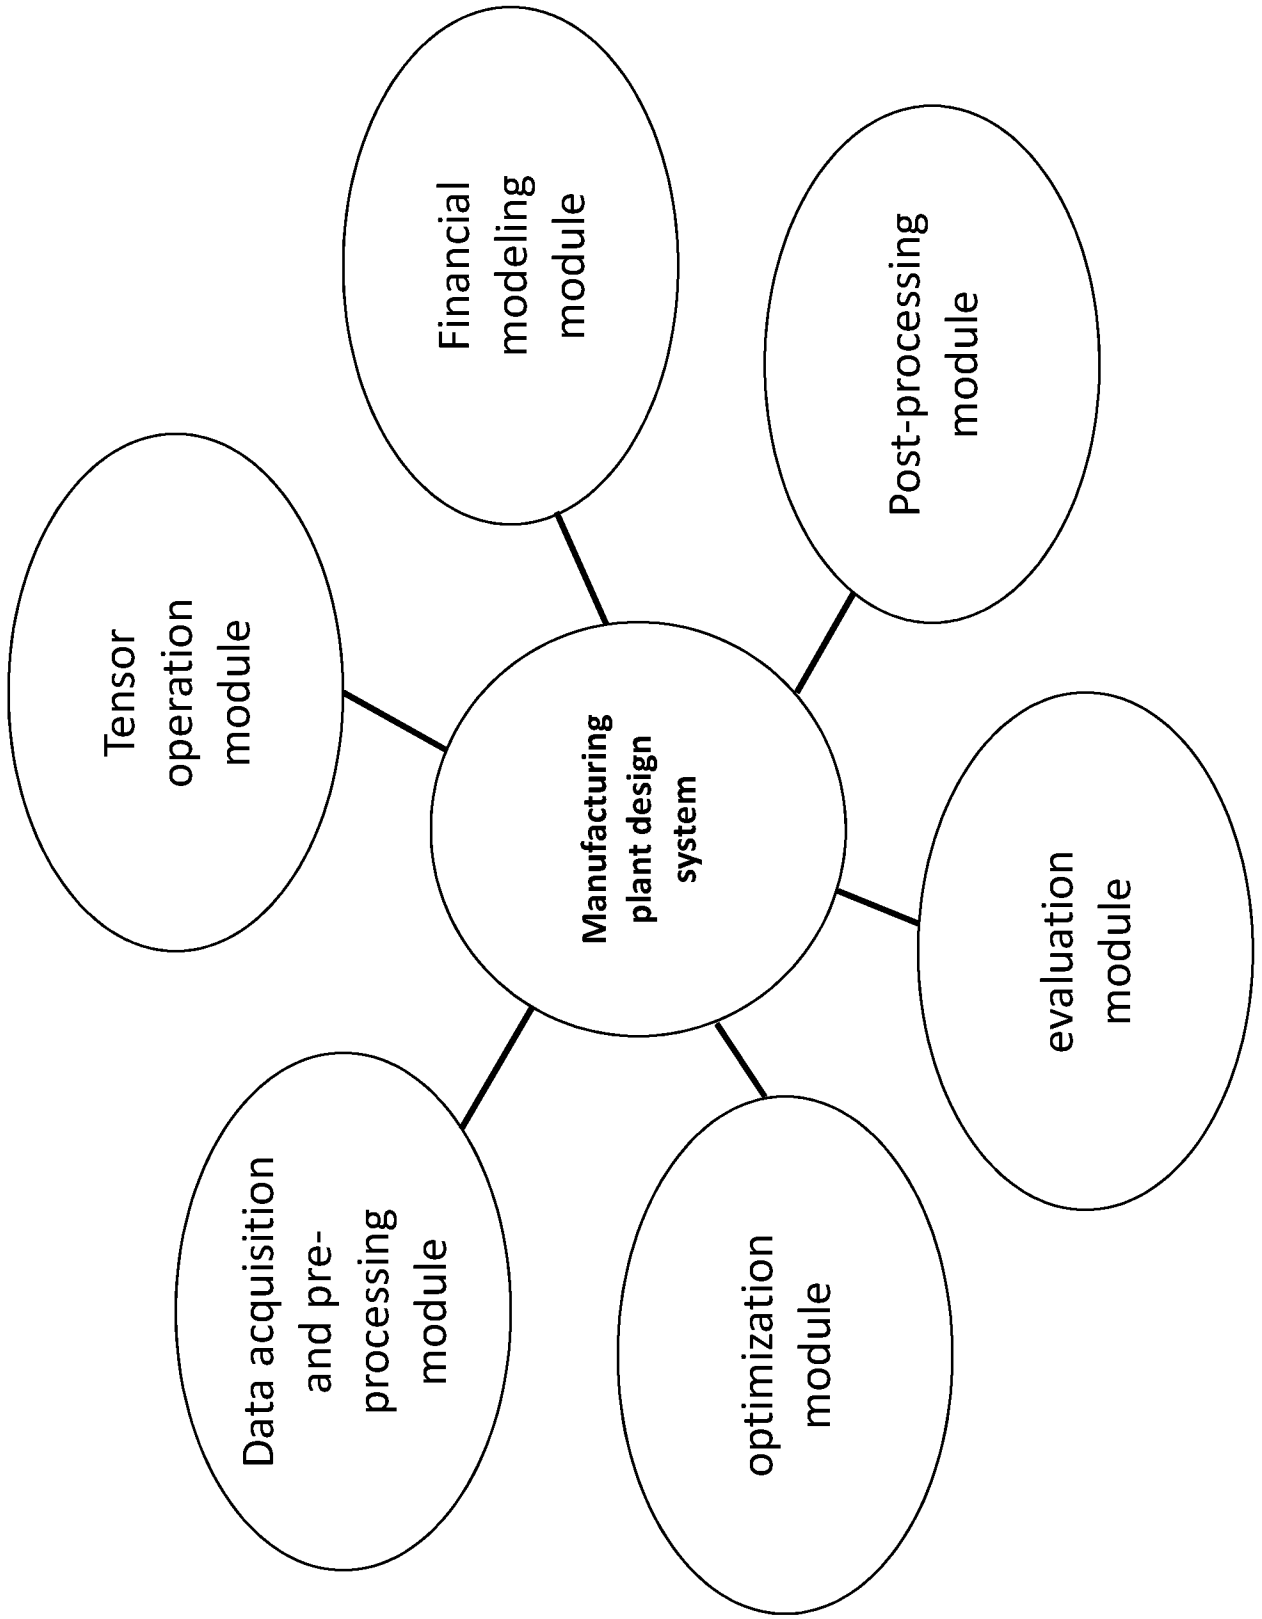 Tensor
operation
module
Financial
modeling
module
Data acquisition
and pre-
processing
module
Manufacturing
plant design
system
Post-processing
module
optimization
module
evaluation
module